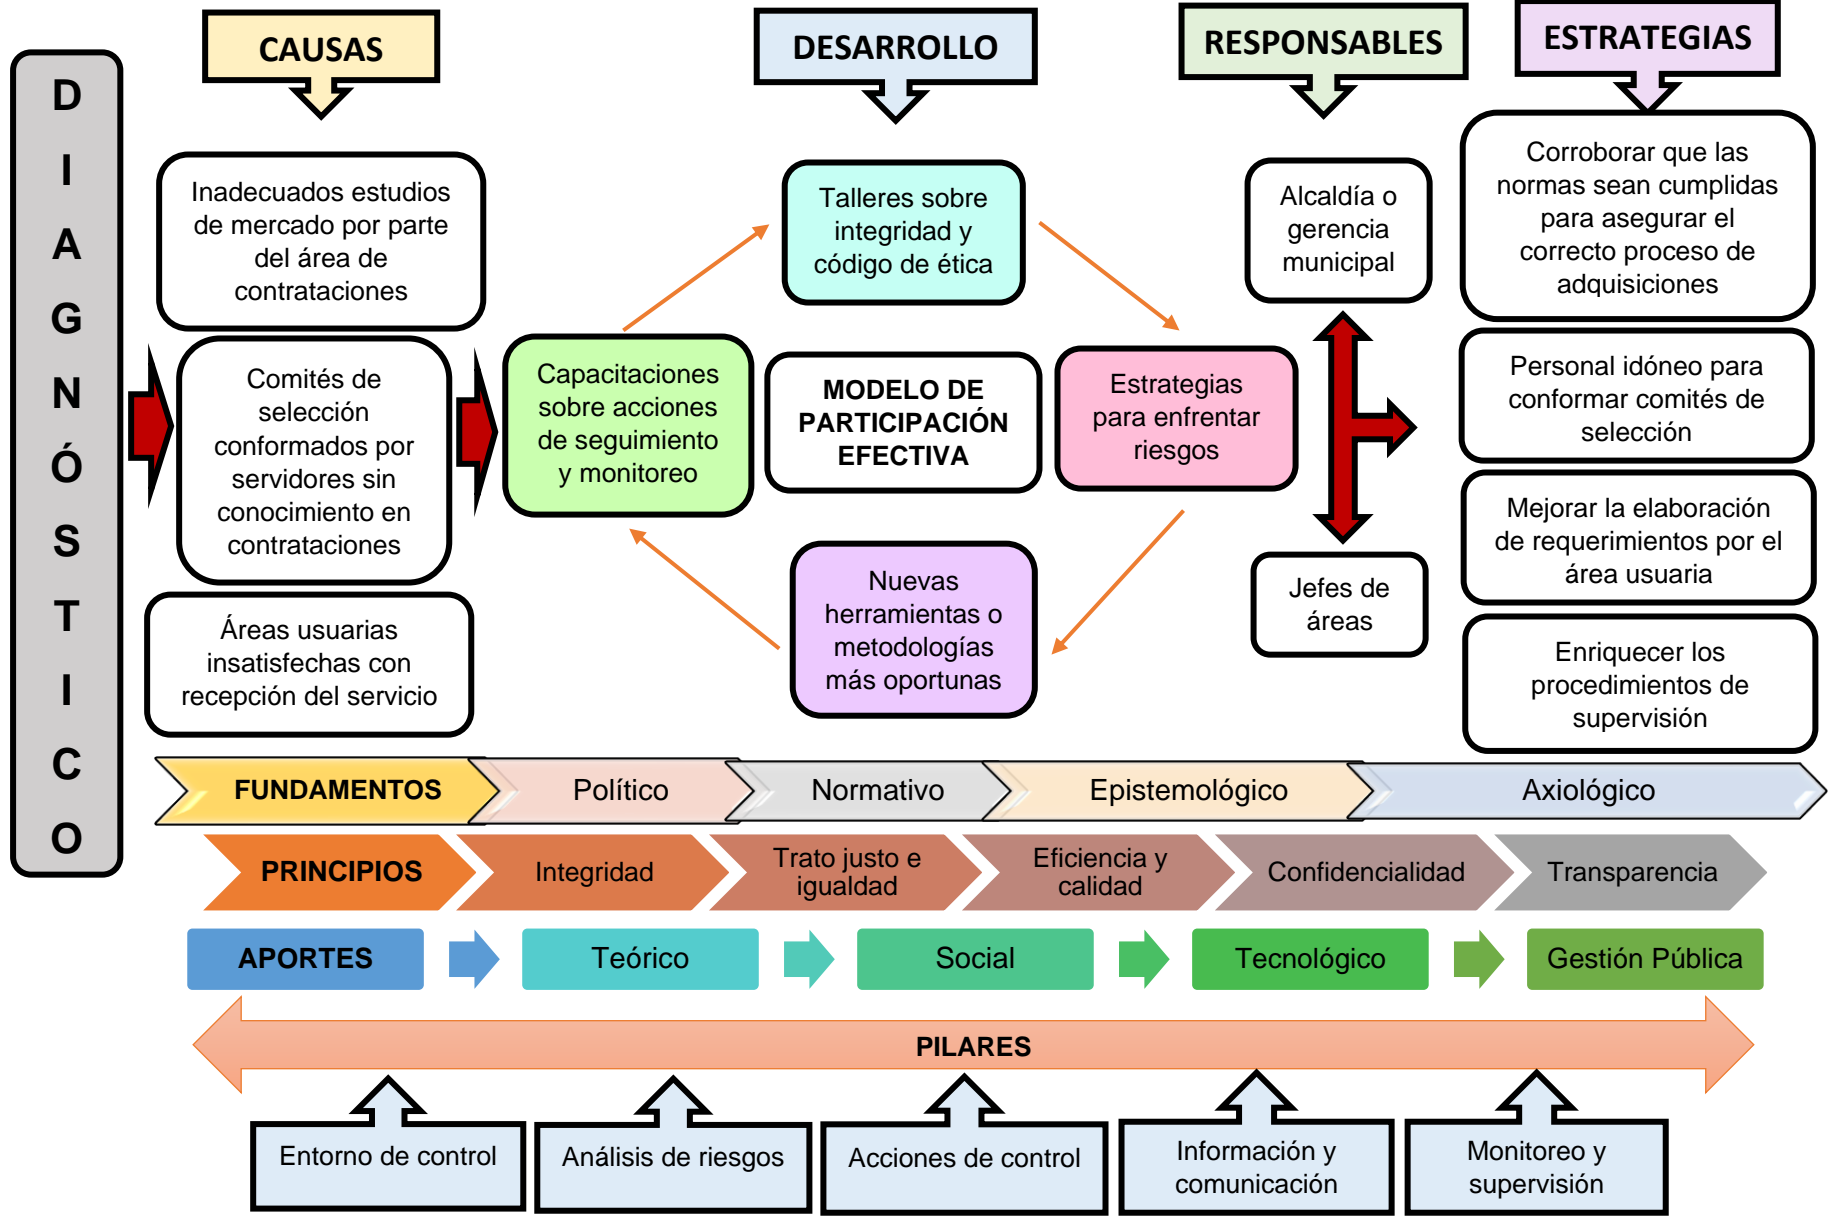 DIAGNÓSTICO
CAUSAS
Inadecuados estudios
de mercado por parte
del área de
contrataciones
Comités de
selección
conformados por
servidores sin
conocimiento en
contrataciones
Áreas usuarias
insatisfechas con
recepción del servicio
DESARROLLO
Talleres sobre
integridad y
código de ética
Capacitaciones
sobre acciones
de seguimiento
y monitoreo
MODELO DE
PARTICIPACIÓN
EFECTIVA
Estrategias
para enfrentar
riesgos
Nuevas
herramientas o
metodologías
más oportunas
RESPONSABLES
Alcaldía o
gerencia
municipal
Jefes de
áreas
ESTRATEGIAS
Corroborar que las
normas sean cumplidas
para asegurar el
correcto proceso de
adquisiciones
Personal idóneo para
conformar comités de
selección
Mejorar la elaboración
de requerimientos por el
área usuaria
Enriquecer los
procedimientos de
supervisión
FUNDAMENTOS
Político
Normativo
Epistemológico
Axiológico
PRINCIPIOS
Integridad
Trato justo e
igualdad
Eficiencia y
calidad
Confidencialidad
Transparencia
APORTES
Teórico
Social
Tecnológico
Gestión Pública
PILARES
Entorno de control
Análisis de riesgos
Acciones de control
Información y
comunicación
Monitoreo y
supervisión